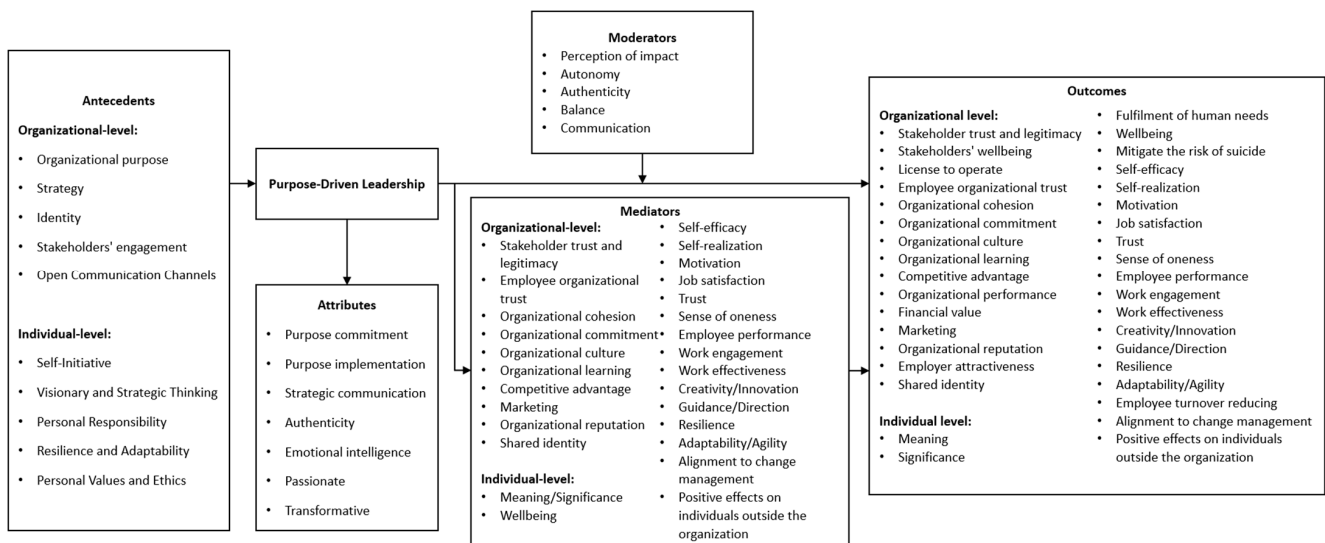 Antecedents
Organizational-level:
• Organizational purpose
• Strategy
• Identity
• Stakeholders' engagement
• Open Communication Channels
Individual-level:
• Self-Initiative
• Visionary and Strategic Thinking
• Personal Responsibility
• Resilience and Adaptability
• Personal Values and Ethics
Purpose-Driven Leadership
Attributes
• Purpose commitment
• Purpose implementation
• Strategic communication
• Authenticity
• Emotional intelligence
• Passionate
• Transformative
Moderators
• Perception of impact
• Autonomy
• Authenticity
• Balance
• Communication
Mediators
Organizational-level:
• Stakeholder trust and
legitimacy
• Employee organizational
trust
• Organizational cohesion
• Organizational commitment
• Organizational culture
• Organizational learning
• Competitive advantage
• Marketing
• Organizational reputation
• Shared identity
Individual-level:
• Meaning/Significance
• Wellbeing
• Self-efficacy
• Self-realization
• Motivation
• Job satisfaction
• Trust
• Sense of oneness
• Employee performance
• Work engagement
• Work effectiveness
• Creativity/Innovation
• Guidance/Direction
• Resilience
• Adaptability/Agility
• Alignment to change
management
• Positive effects on
individuals outside the
organization
Outcomes
Organizational level:
• Stakeholder trust and legitimacy
• Stakeholders' wellbeing
• License to operate
• Employee organizational trust
• Organizational cohesion
• Organizational commitment
• Organizational culture
• Organizational learning
• Competitive advantage
• Organizational performance
• Financial value
• Marketing
• Organizational reputation
• Employer attractiveness
• Shared identity
Individual level:
• Meaning
• Significance
• Fulfilment of human needs
• Wellbeing
• Mitigate the risk of suicide
• Self-efficacy
• Self-realization
• Motivation
• Job satisfaction
• Trust
• Sense of oneness
• Employee performance
• Work engagement
• Work effectiveness
• Creativity/Innovation
• Guidance/Direction
• Resilience
• Adaptability/Agility
• Employee turnover reducing
• Alignment to change management
• Positive effects on individuals
outside the organization